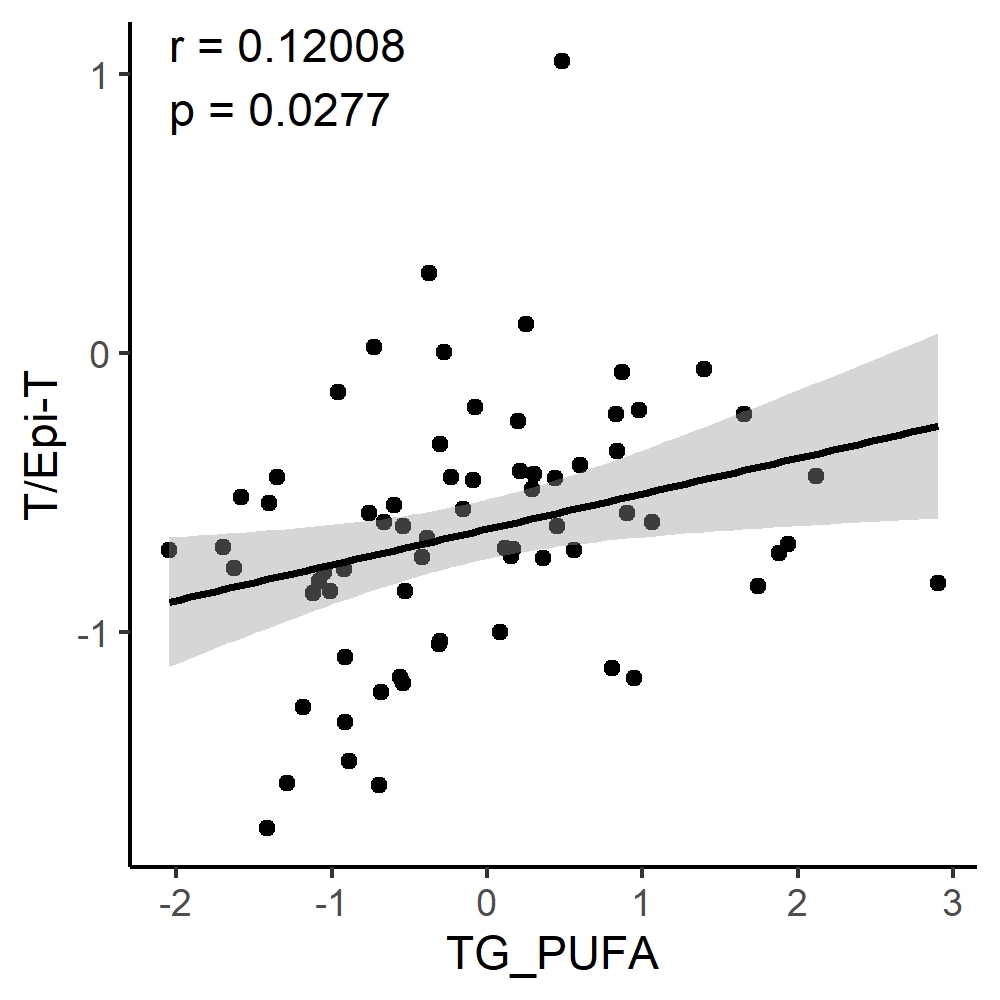 r = 0.12008
p = 0.0277
1
0
-1
T/Epi-T
-2 -1 0 1 2 3
TG_PUFA